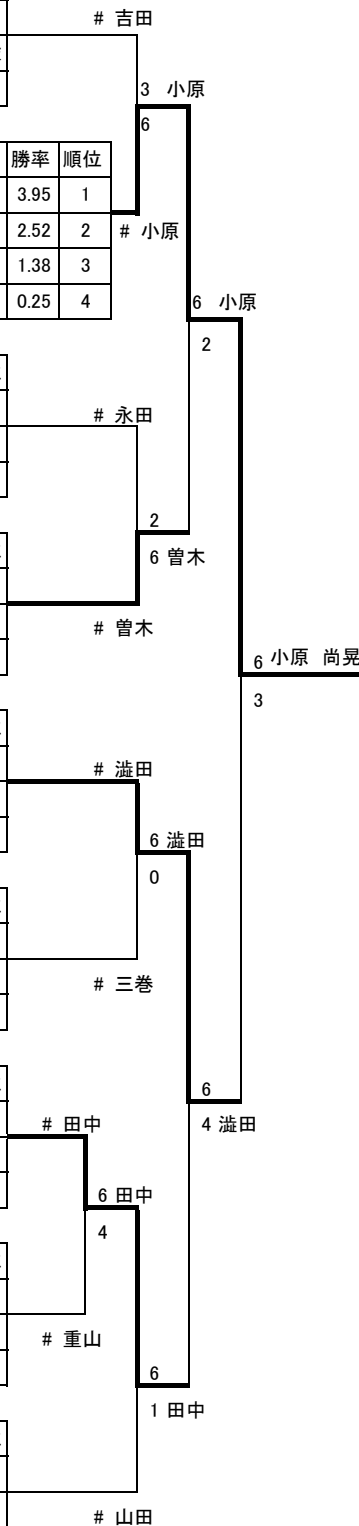 # 吉田
3 小原
6
勝率 順位
3.95 1
2.52 2
1.38 3
0.25 4
# 小原
6 小原
2
# 永田
2
6 曽木
# 曽木
6 小原 尚晃
3
# 澁田
6 澁田
0
# 三巻
6
4 澁田
# 田中
6 田中
4
# 重山
6
1 田中
# 山田